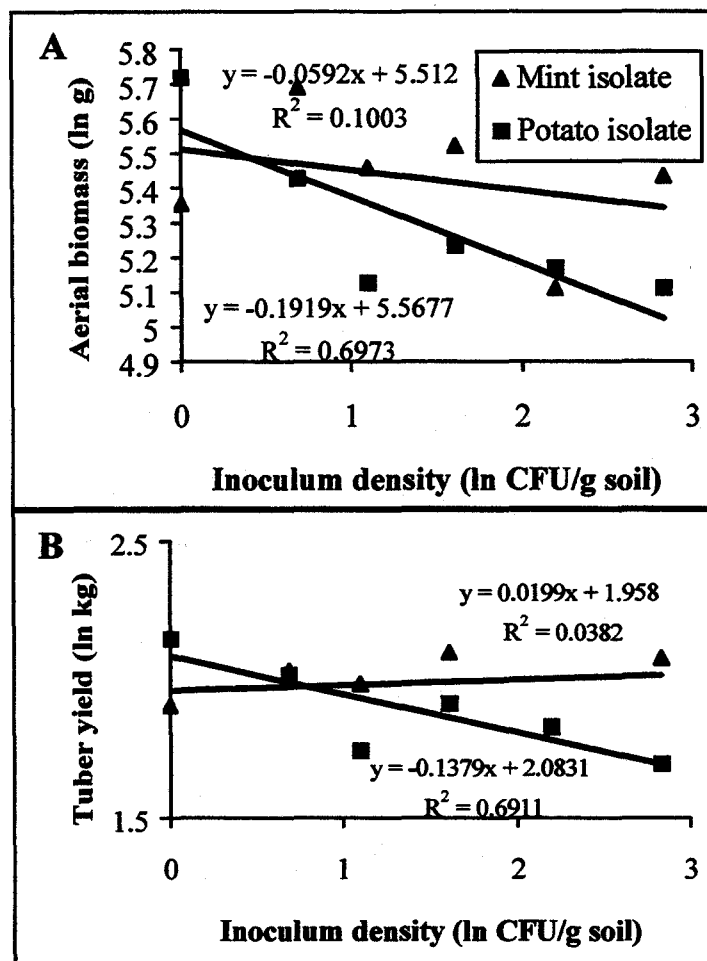 A
5.8
5.7
5.6
5.5
5.4
5.3
5.2
5.1
5
4.9
Aerial biomass (ln g)
y = -0.0592x + 5.512
R² = 0.1003
Mint isolate
Potato isolate
y = -0.1919x + 5.5677
R² = 0.6973
0 1 2 3
Inoculum density (ln CFU/g soil)
B
2.5
1.5
Tuber yield (ln kg)
y = 0.0199x + 1.958
R² = 0.0382
y = -0.1379x + 2.0831
R² = 0.6911
0 1 2 3
Inoculum density (ln CFU/g soil)